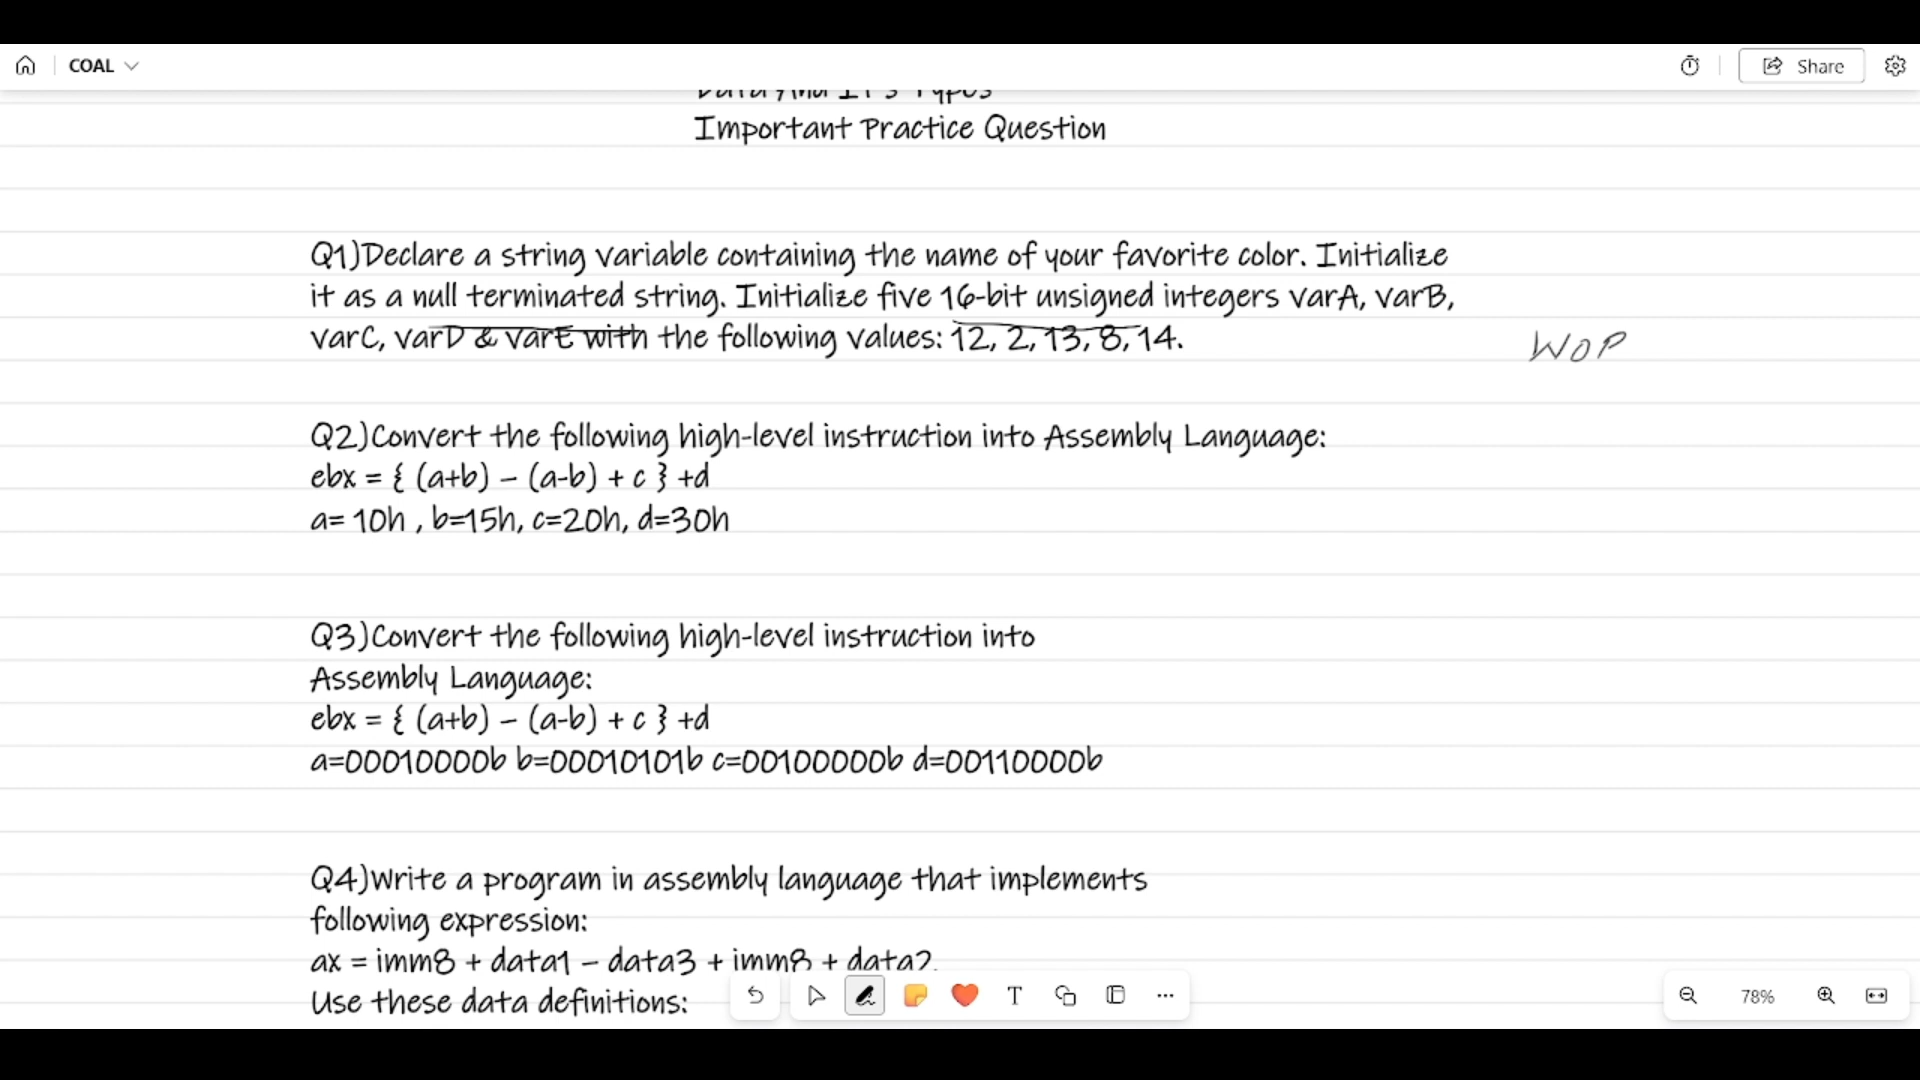 COAL
Share
Important Practice Question
Q1)Declare a string variable containing the name of your favorite color. Initialize
it as a null terminated string. Initialize five 16-bit unsigned integers varA, varB,
varC, varD & varE with the following values: 12, 2, 13, 8, 14.
WOP
Q2)Convert the following high-level instruction into Assembly Language:
ebx = { (a+b) – (a-b) + c } +d
a= 10h , b=15h, c=20h, d=30h
Q3)Convert the following high-level instruction into
Assembly Language:
ebx = { (a+b) – (a-b) + c } +d
a=00010000b b=00010101b c=00100000b d=00110000b
Q4)Write a program in assembly language that implements
following expression:
ax = imm8 + data1 – data3 + imm8 + data2.
Use these data definitions:
78%